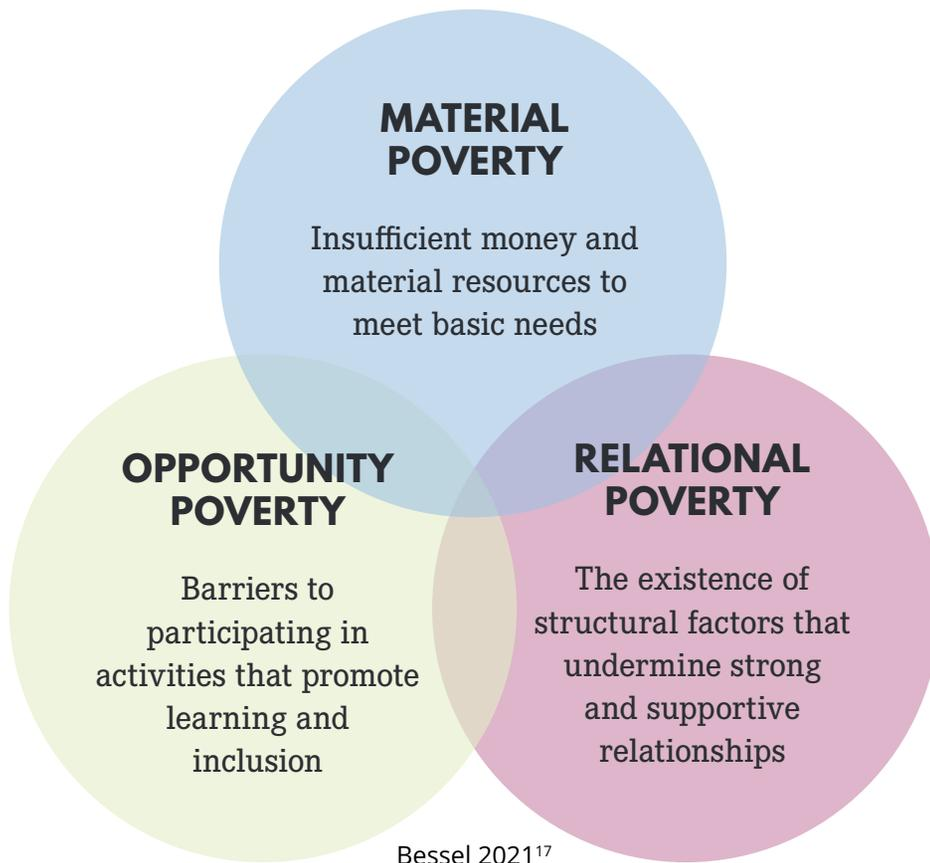 MATERIAL
POVERTY
Insufficient money and
material resources to
meet basic needs
OPPORTUNITY
POVERTY
Barriers to
participating in
activities that promote
learning and
inclusion
RELATIONAL
POVERTY
The existence of
structural factors that
undermine strong
and supportive
relationships
Bessel 2021¹⁷